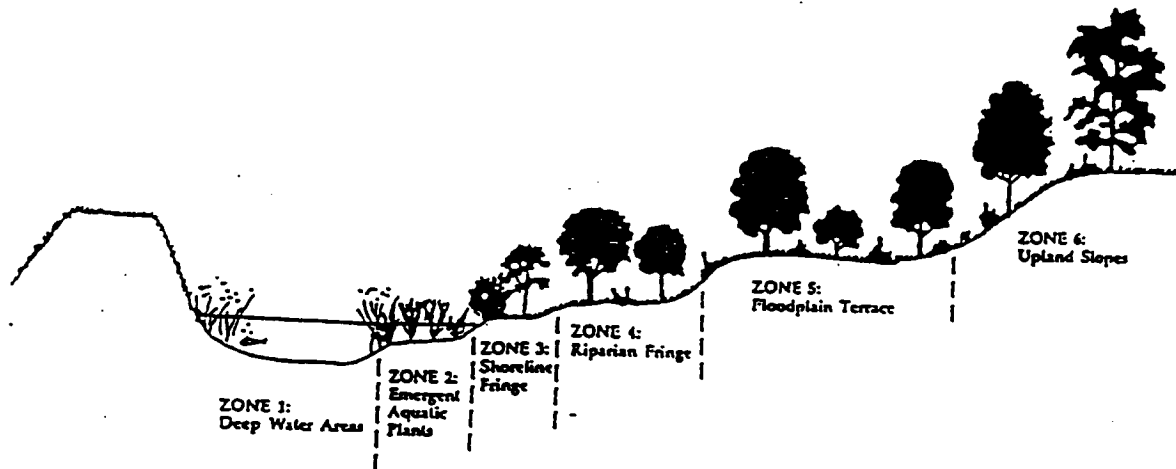 ZONE 1:
Deep Water Areas
ZONE 2:
Emergent
Aquatic
Plants
ZONE 3:
Shoreline
Fringe
ZONE 4:
Riparian Fringe
ZONE 5:
Floodplain Terrace
ZONE 6:
Upland Slopes